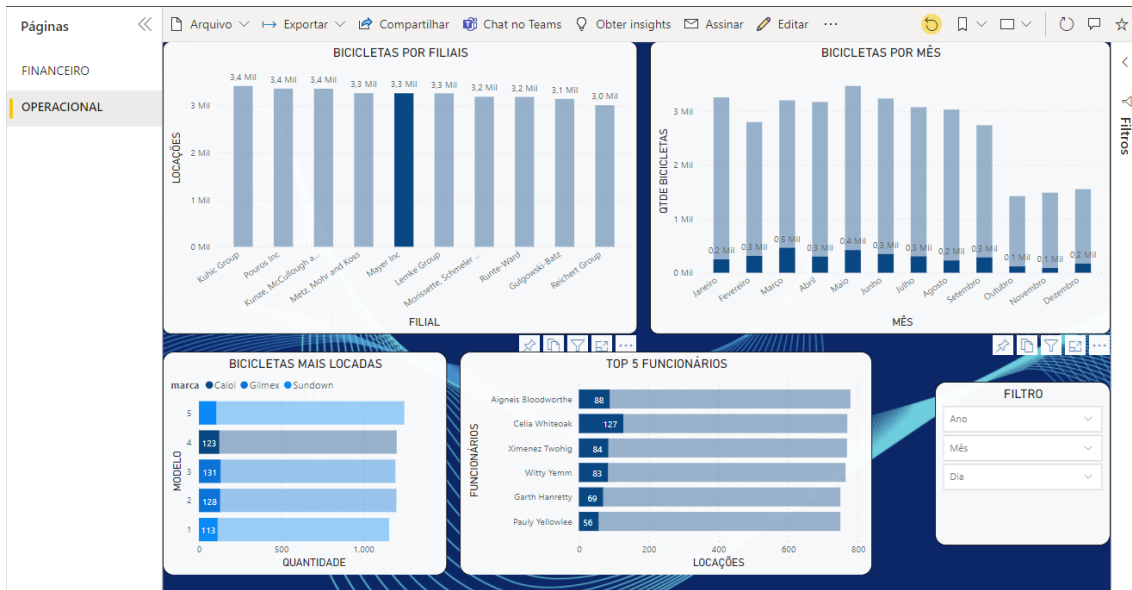 Páginas
Arquivo
Exportar
Compartilhar
Chat no Teams
Obter insights
Assinar
Editar
FINANCEIRO
OPERACIONAL
Filtros
BICICLETAS POR FILIAIS
3,4 Mil 3,4 Mil 3,4 Mil 3,3 Mil 3,3 Mil 3,3 Mil 3,2 Mil 3,2 Mil 3,1 Mil 3,0 Mil
3 Mil
2 Mil
1 Mil
0 Mil
LOCAÇÕES
Kuhic Group
Pouros Inc
Kunze, McCullough a...
Metz, Mohr and Koss
Mayer Inc
Lemke Group
Morissette, Schmeler ...
Runte-Ward
Gulgowski-Batz
Reichert Group
FILIAL
BICICLETAS POR MÊS
3 Mil
2 Mil
1 Mil
0 Mil
QTDE BICICLETAS
0,2 Mil 0,3 Mil 0,5 Mil 0,3 Mil 0,4 Mil 0,3 Mil 0,3 Mil 0,2 Mil 0,3 Mil 0,1 Mil 0,1 Mil 0,2 Mil
Janeiro
Fevereiro
Março
Abril
Maio
Junho
Julho
Agosto
Setembro
Outubro
Novembro
Dezembro
MÊS
BICICLETAS MAIS LOCADAS
marca Caloi Gilmex Sundown
MODELO
5
4 123
3 131
2 128
1 113
0 500 1.000
QUANTIDADE
TOP 5 FUNCIONÁRIOS
FUNCIONÁRIOS
Aigneis Bloodworthe 88
Celia Whiteoak 127
Ximenez Twohig 84
Witty Yemm 83
Garth Hanretty 69
Pauly Yellowlee 56
0 200 400 600 800
LOCAÇÕES
FILTRO
Ano
Mês
Dia